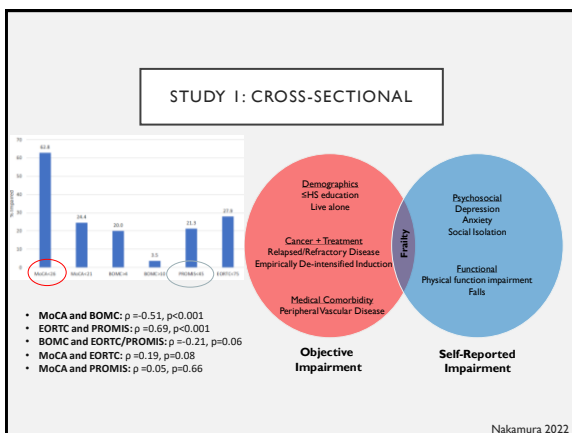 STUDY 1: CROSS-SECTIONAL
70
60
50
40
30
20
10
0
% Impaired
62.8
24.4
20.0
3.5
21.3
27.9
MoCA<26
MoCA<21
BOMC>4
BOMC>10
PROMIS<45
EORTC<75
• MoCA and BOMC: ρ =-0.51, p<0.001
• EORTC and PROMIS: ρ =0.69, p<0.001
• BOMC and EORTC/PROMIS: ρ =-0.21, p=0.06
• MoCA and EORTC: ρ =0.19, p=0.08
• MoCA and PROMIS: ρ =0.05, p=0.66
Demographics
≤HS education
Live alone
Cancer + Treatment
Relapsed/Refractory Disease
Empirically De-intensified Induction
Medical Comorbidity
Peripheral Vascular Disease
Frailty
Psychosocial
Depression
Anxiety
Social Isolation
Functional
Physical function impairment
Falls
Objective
Impairment
Self-Reported
Impairment
Nakamura 2022